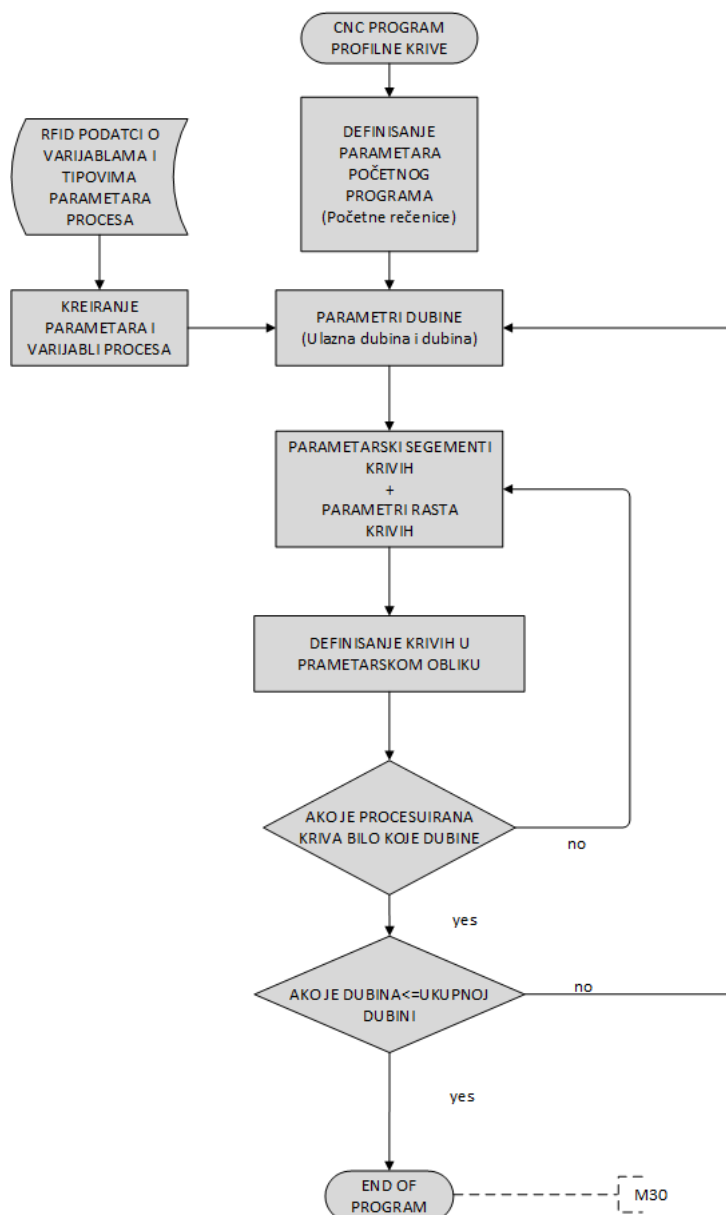 CNC PROGRAM
PROFILNE KRIVE
DEFINISANJE
PARAMETARA
POČETNOG
PROGRAMA
(Početne rečenice)
RFID PODATCI O
VARIJABLAMA I
TIPOVIMA
PARAMETARA
PROCESA
KREIRANJE
PARAMETARA I
VARIJABLI PROCESA
PARAMETRI DUBINE
(Ulazna dubina i dubina)
PARAMETARSKI SEGEMENTI
KRIVIH
+
PARAMETRI RASTA
KRIVIH
DEFINISANJE KRIVIH U
PRAMETARSKOM OBLIKU
AKO JE PROCESUIRANA
KRIVA BILO KOJE DUBINE
no
yes
AKO JE DUBINA<=UKUPNOJ
DUBINI
no
yes
END OF
PROGRAM
M30